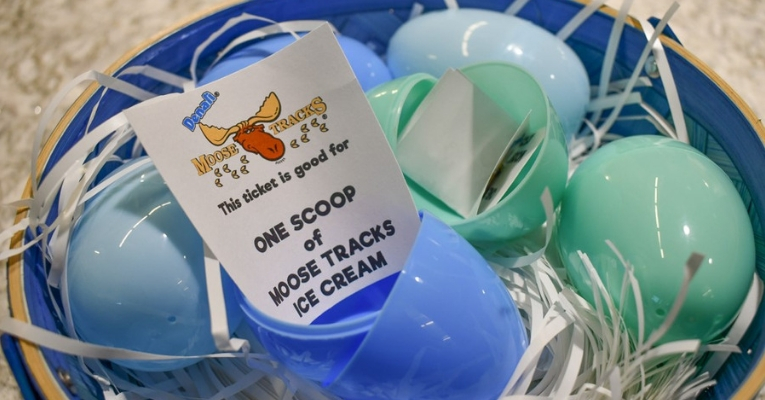 Denali®
MOOSE TRACKS®
This ticket is good for
ONE SCOOP
of
MOOSE TRACKS
ICE CREAM